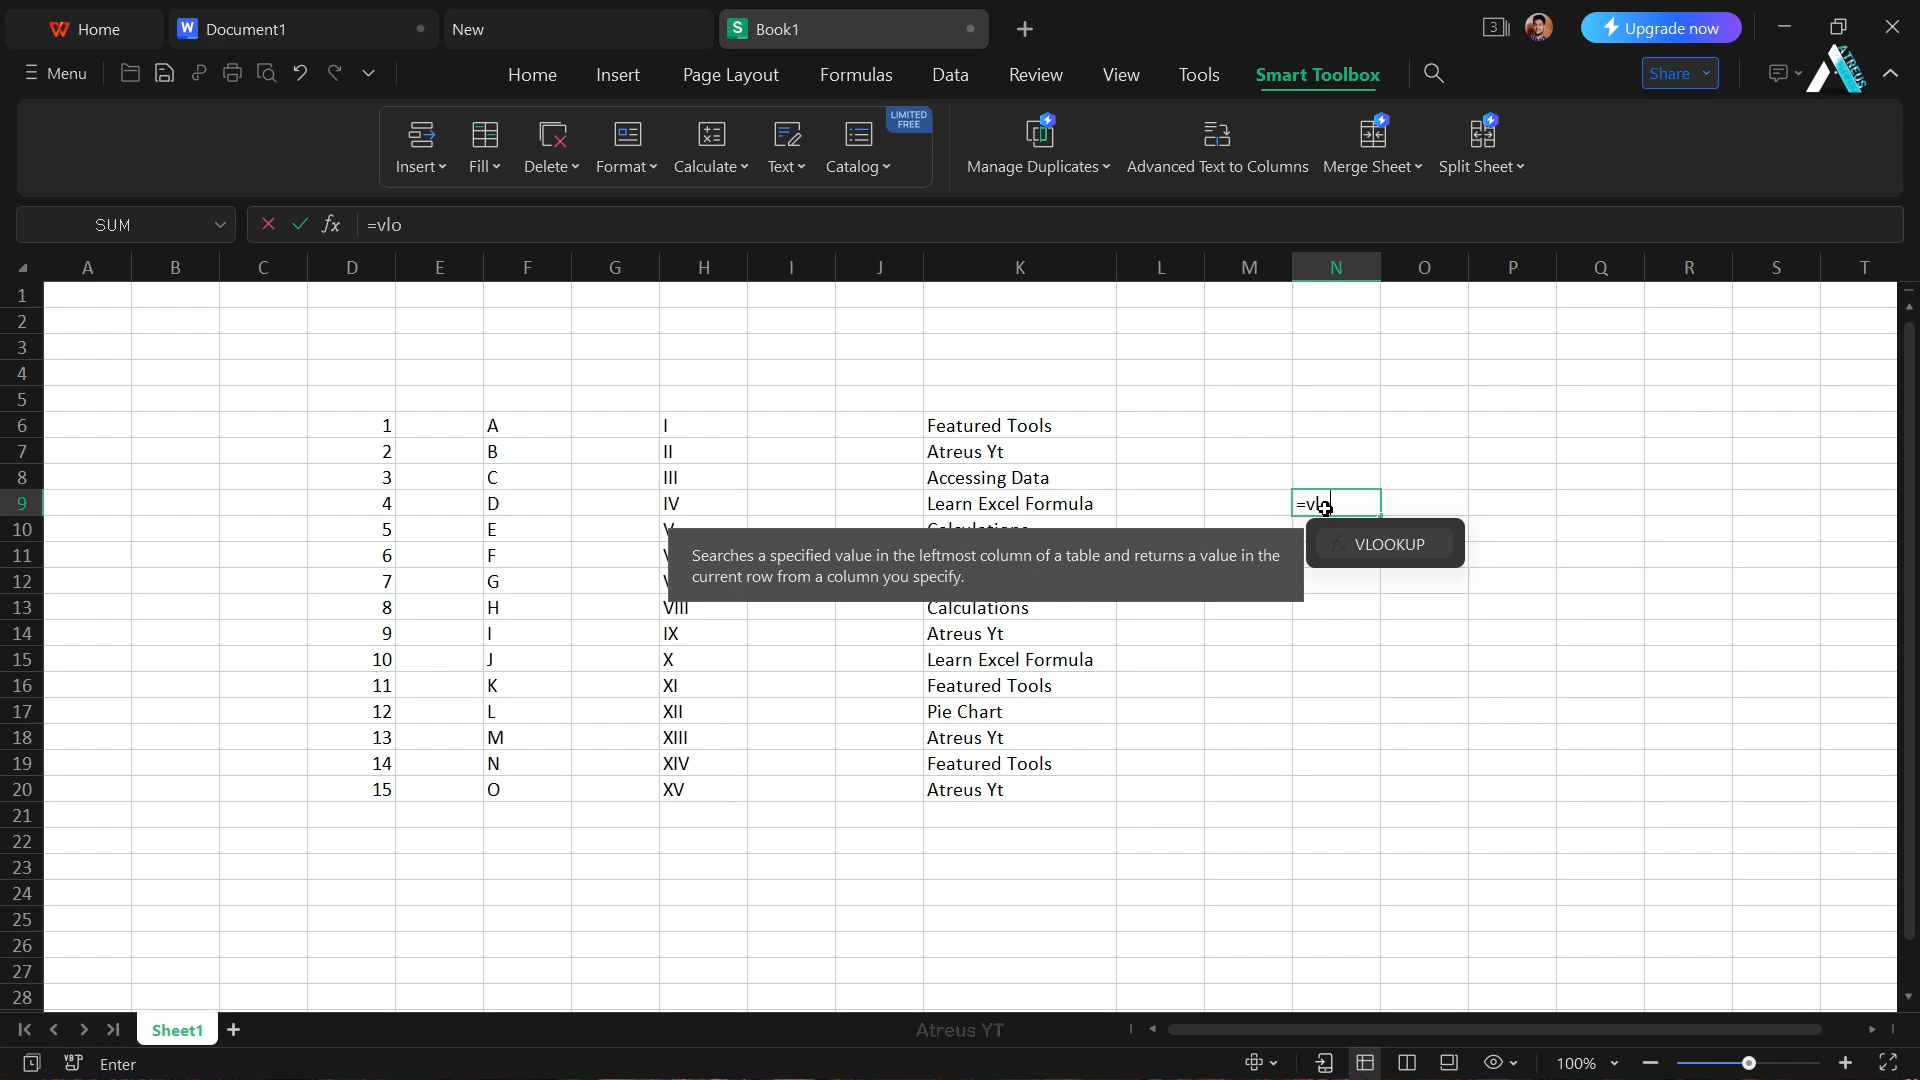 Home
Document1
New
Book1
3
Upgrade now
Menu
Home
Insert
Page Layout
Formulas
Data
Review
View
Tools
Smart Toolbox
Share
ATREUS
LIMITED
FREE
Insert
Fill
Delete
Format
Calculate
Text
Catalog
Manage Duplicates
Advanced Text to Columns
Merge Sheet
Split Sheet
SUM
fx
=vlo
A B C D E F G H I J K L M N O P Q R S T
1
2
3
4
5
6 1 A I Featured Tools
7 2 B II Atreus Yt
8 3 C III Accessing Data
9 4 D IV Learn Excel Formula =vlo
10 5 E
fx VLOOKUP
Searches a specified value in the leftmost column of a table and returns a value in the
current row from a column you specify.
11 6 F
12 7 G
13 8 H VIII Calculations
14 9 I IX Atreus Yt
15 10 J X Learn Excel Formula
16 11 K XI Featured Tools
17 12 L XII Pie Chart
18 13 M XIII Atreus Yt
19 14 N XIV Featured Tools
20 15 O XV Atreus Yt
21
22
23
24
25
26
27
28
Sheet1
Atreus YT
Enter
100%